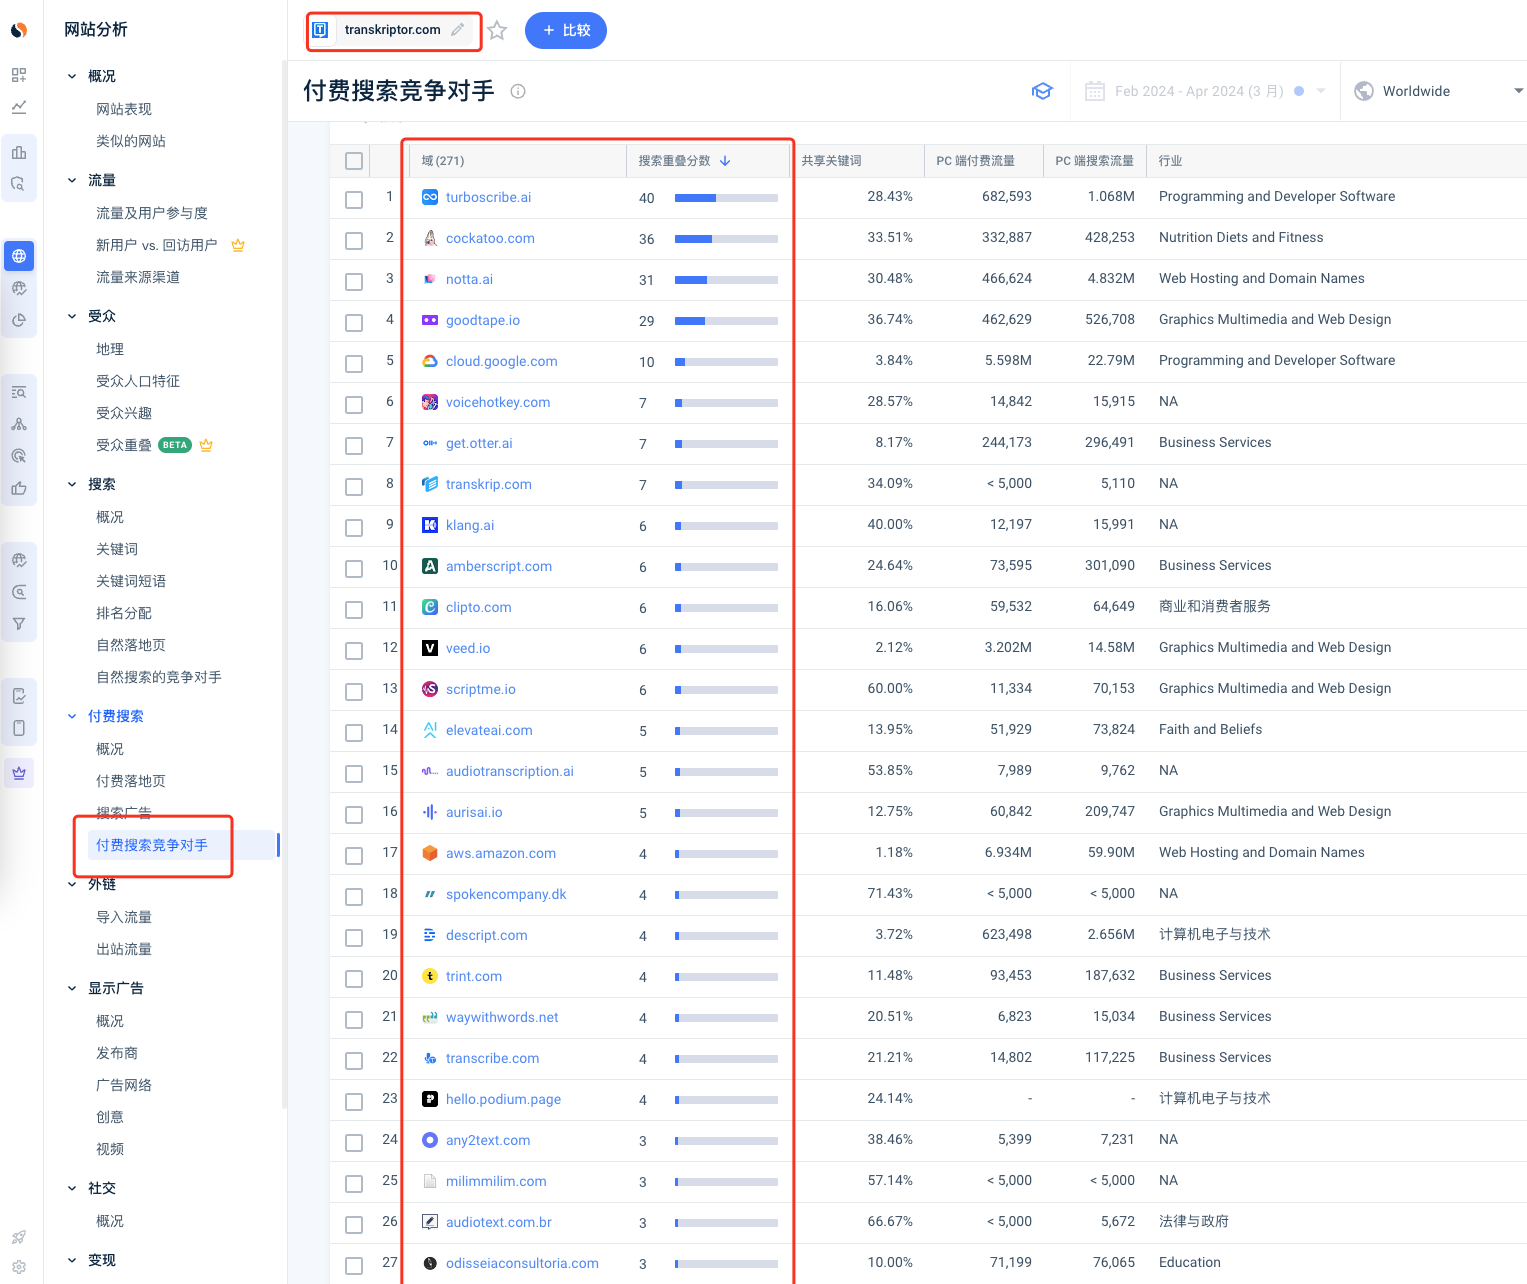 网站分析
概况
网站表现
类似的网站
流量
流量及用户参与度
新用户 vs. 回访用户
流量来源渠道
受众
地理
受众人口特征
受众兴趣
受众重叠 BETA
搜索
概况
关键词
关键词短语
排名分配
自然落地页
自然搜索的竞争对手
付费搜索
概况
付费落地页
搜索广告
付费搜索竞争对手
外链
导入流量
出站流量
显示广告
概况
发布商
广告网络
创意
视频
社交
概况
变现
transkriptor.com
+ 比较
付费搜索竞争对手
Feb 2024 - Apr 2024 (3 月)
Worldwide
域 (271) 搜索重叠分数 共享关键词 PC 端付费流量 PC 端搜索流量 行业
1 turboscribe.ai 40 28.43% 682,593 1.068M Programming and Developer Software
2 cockatoo.com 36 33.51% 332,887 428,253 Nutrition Diets and Fitness
3 notta.ai 31 30.48% 466,624 4.832M Web Hosting and Domain Names
4 goodtape.io 29 36.74% 462,629 526,708 Graphics Multimedia and Web Design
5 cloud.google.com 10 3.84% 5.598M 22.79M Programming and Developer Software
6 voicehotkey.com 7 28.57% 14,842 15,915 NA
7 get.otter.ai 7 8.17% 244,173 296,491 Business Services
8 transkrip.com 7 34.09% < 5,000 5,110 NA
9 klang.ai 6 40.00% 12,197 15,991 NA
10 amberscript.com 6 24.64% 73,595 301,090 Business Services
11 clipto.com 6 16.06% 59,532 64,649 商业和消费者服务
12 veed.io 6 2.12% 3.202M 14.58M Graphics Multimedia and Web Design
13 scriptme.io 6 60.00% 11,334 70,153 Graphics Multimedia and Web Design
14 elevateai.com 5 13.95% 51,929 73,824 Faith and Beliefs
15 audiotranscription.ai 5 53.85% 7,989 9,762 NA
16 aurisai.io 5 12.75% 60,842 209,747 Graphics Multimedia and Web Design
17 aws.amazon.com 4 1.18% 6.934M 59.90M Web Hosting and Domain Names
18 spokencompany.dk 4 71.43% < 5,000 < 5,000 NA
19 descript.com 4 3.72% 623,498 2.656M 计算机电子与技术
20 trint.com 4 11.48% 93,453 187,632 Business Services
21 waywithwords.net 4 20.51% 6,823 15,034 Business Services
22 transcribe.com 4 21.21% 14,802 117,225 Business Services
23 hello.podium.page 4 24.14% - - 计算机电子与技术
24 any2text.com 3 38.46% 5,399 7,231 NA
25 milimmilim.com 3 57.14% < 5,000 < 5,000 NA
26 audiotext.com.br 3 66.67% < 5,000 5,672 法律与政府
27 odisseiaconsultoria.com 3 10.00% 71,199 76,065 Education